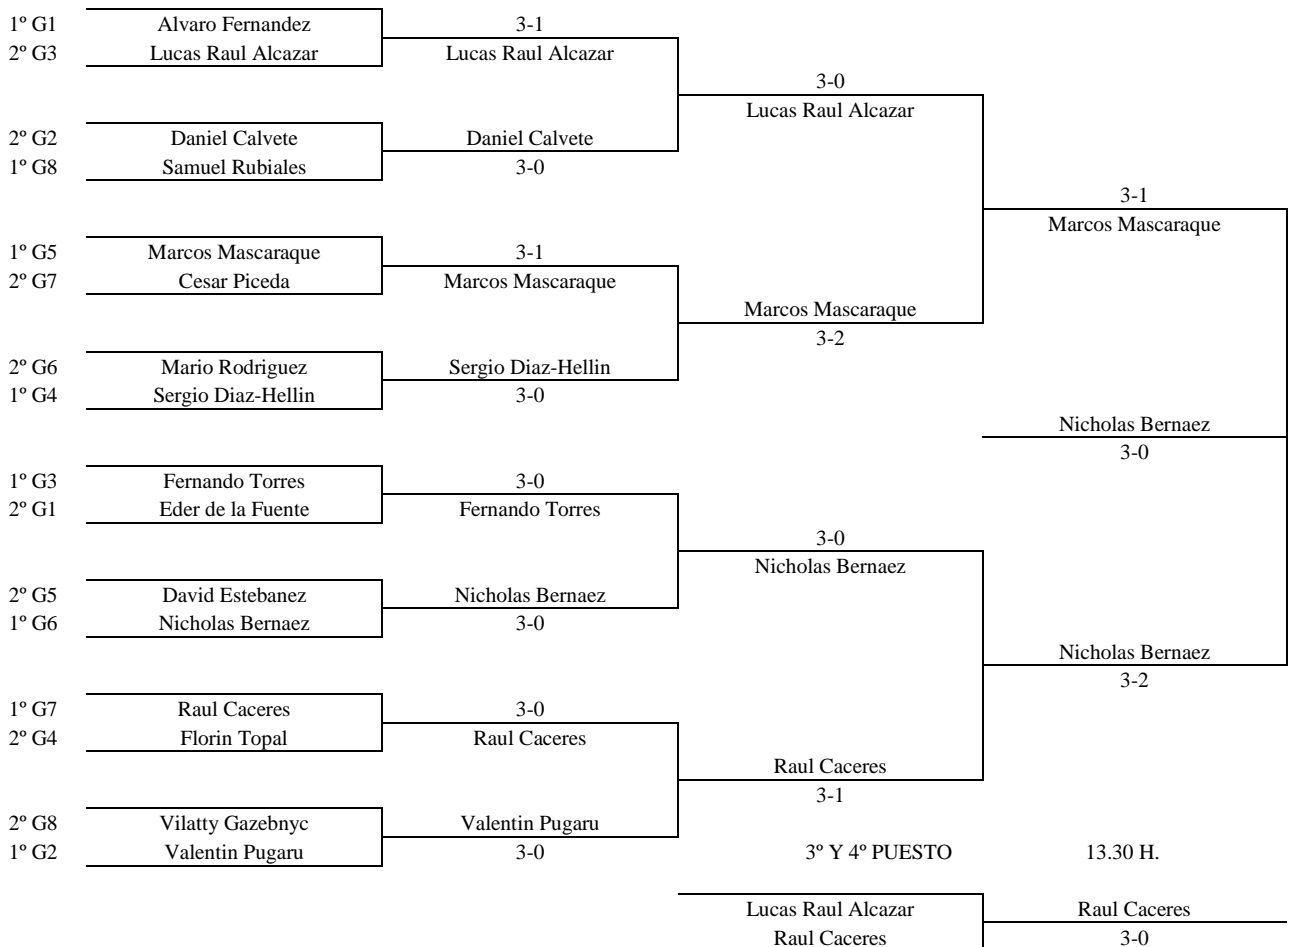 1º G1 Alvaro Fernandez 3-1
2º G3 Lucas Raul Alcazar Lucas Raul Alcazar
3-0
Lucas Raul Alcazar
2º G2 Daniel Calvete Daniel Calvete
1º G8 Samuel Rubiales 3-0
3-1
Marcos Mascaraque
1º G5 Marcos Mascaraque 3-1
2º G7 Cesar Piceda Marcos Mascaraque
Marcos Mascaraque
3-2
2º G6 Mario Rodriguez Sergio Diaz-Hellin
1º G4 Sergio Diaz-Hellin 3-0
Nicholas Bernaez
3-0
1º G3 Fernando Torres 3-0
2º G1 Eder de la Fuente Fernando Torres
3-0
Nicholas Bernaez
2º G5 David Estebanez Nicholas Bernaez
1º G6 Nicholas Bernaez 3-0
Nicholas Bernaez
3-2
1º G7 Raul Caceres 3-0
2º G4 Florin Topal Raul Caceres
Raul Caceres
3-1
2º G8 Vilatty Gazebnyc Valentin Pugaru
1º G2 Valentin Pugaru 3-0 3º Y 4º PUESTO 13.30 H.
Lucas Raul Alcazar Raul Caceres
Raul Caceres 3-0